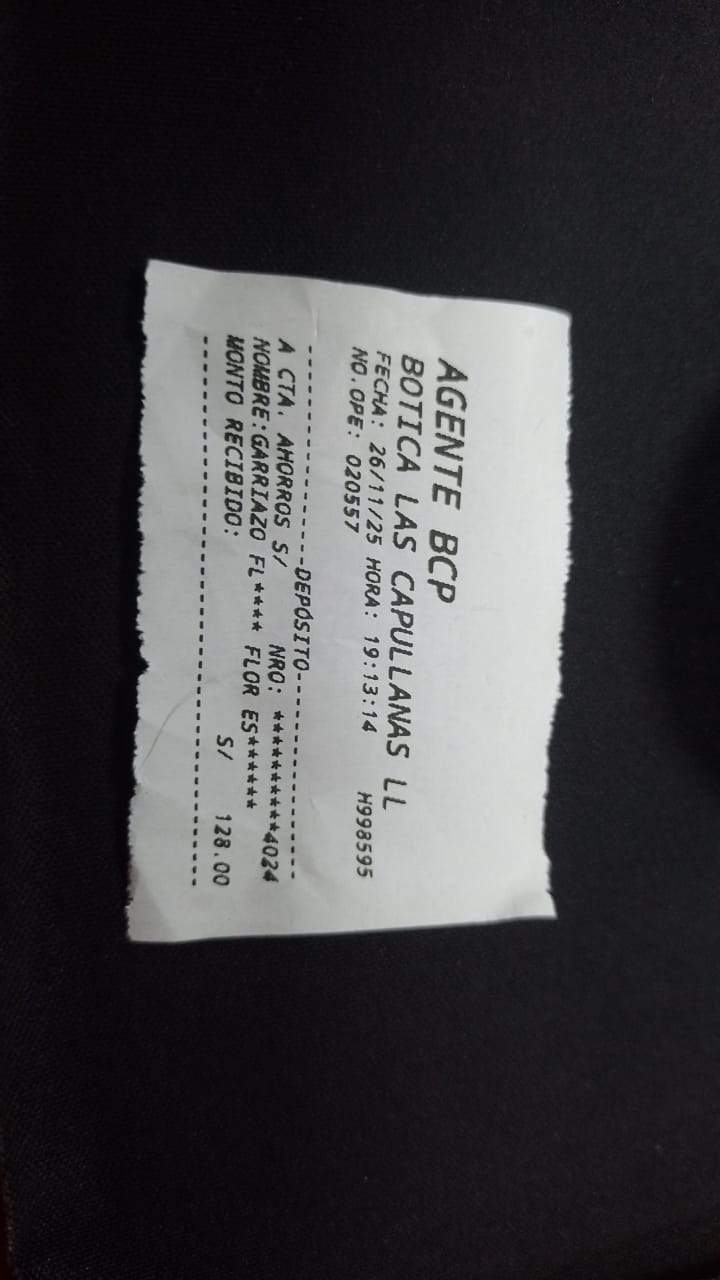 AGENTE BCP
BOTICA LAS CAPULLANAS LL
FECHA: 26/11/25 HORA: 19:13:14
NO.OPE: 020557 H998595
------------------DEPÓSITO------------------
A CTA. AHORROS S/ NRO: **********4024
NOMBRE:GARRIAZO FL**** FLOR ES******
MONTO RECIBIDO: S/ 128.00
--------------------------------------------